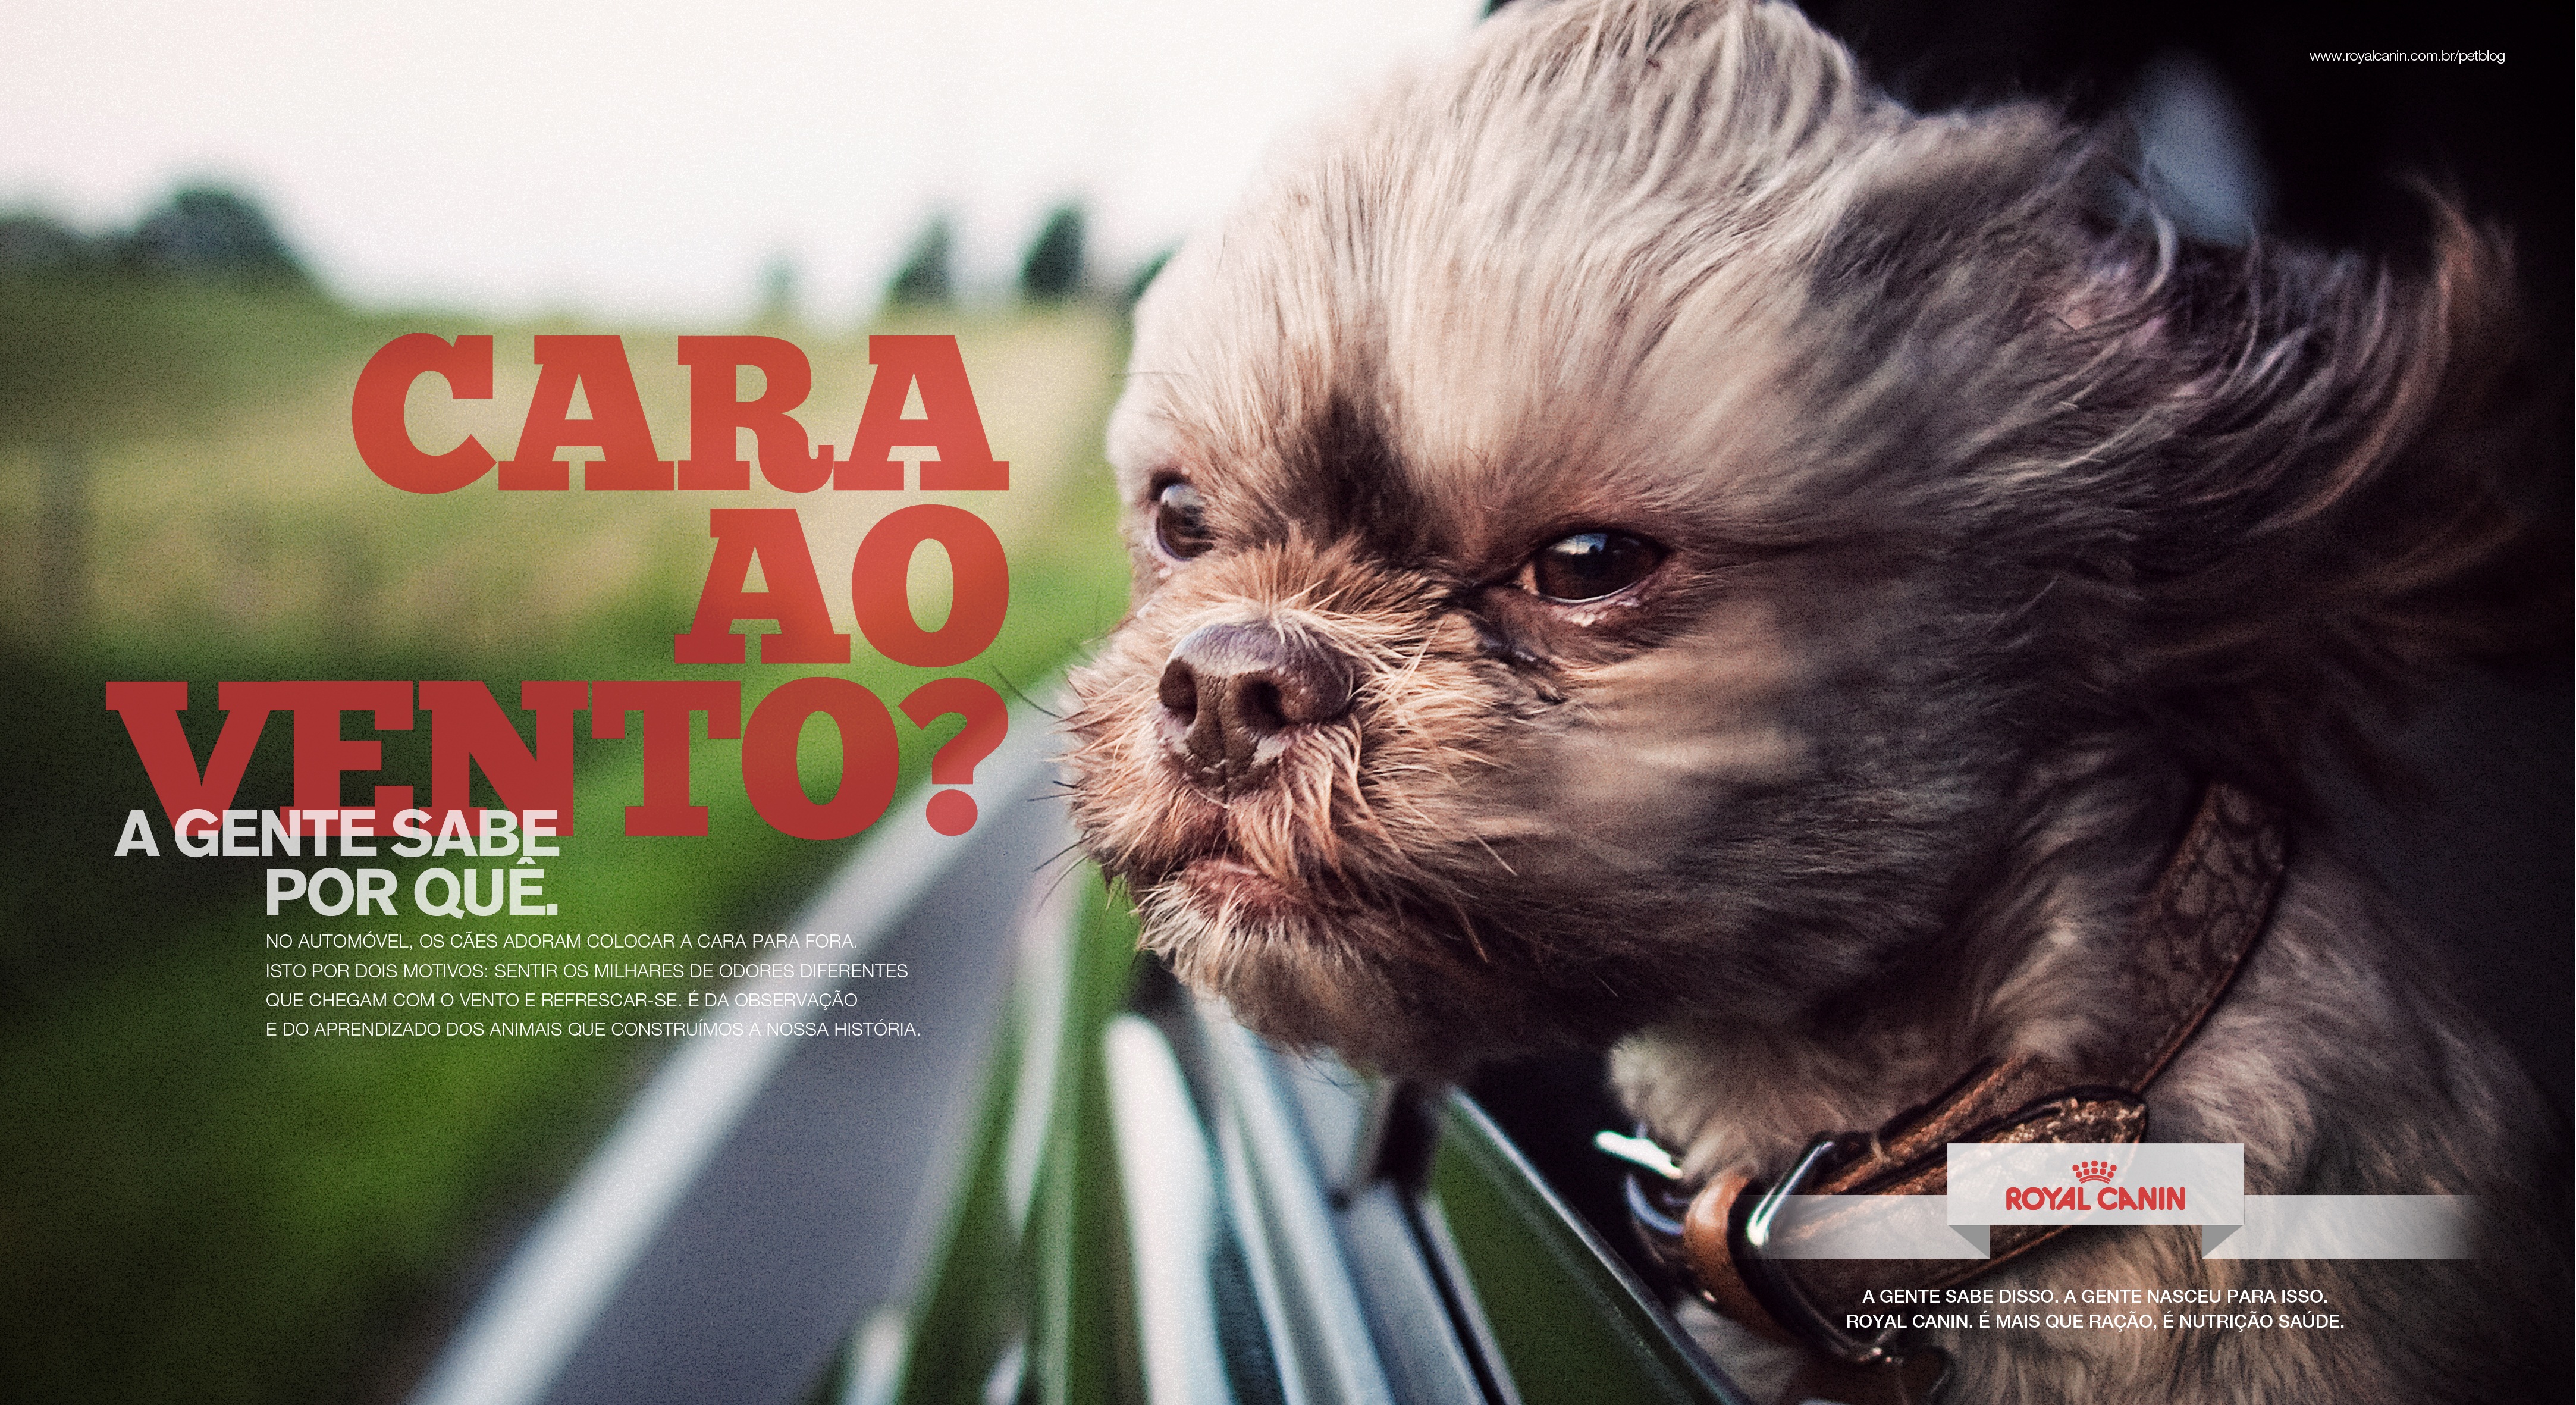 www.royalcanin.com.br/petblog
CARA
AO
VENTO?
A GENTE SABE
POR QUÊ.
NO AUTOMÓVEL, OS CÃES ADORAM COLOCAR A CARA PARA FORA.
ISTO POR DOIS MOTIVOS: SENTIR OS MILHARES DE ODORES DIFERENTES
QUE CHEGAM COM O VENTO E REFRESCAR-SE. É DA OBSERVAÇÃO
E DO APRENDIZADO DOS ANIMAIS QUE CONSTRUÍMOS A NOSSA HISTÓRIA.
ROYAL CANIN
A GENTE SABE DISSO. A GENTE NASCEU PARA ISSO.
ROYAL CANIN. É MAIS QUE RAÇÃO, É NUTRIÇÃO SAÚDE.